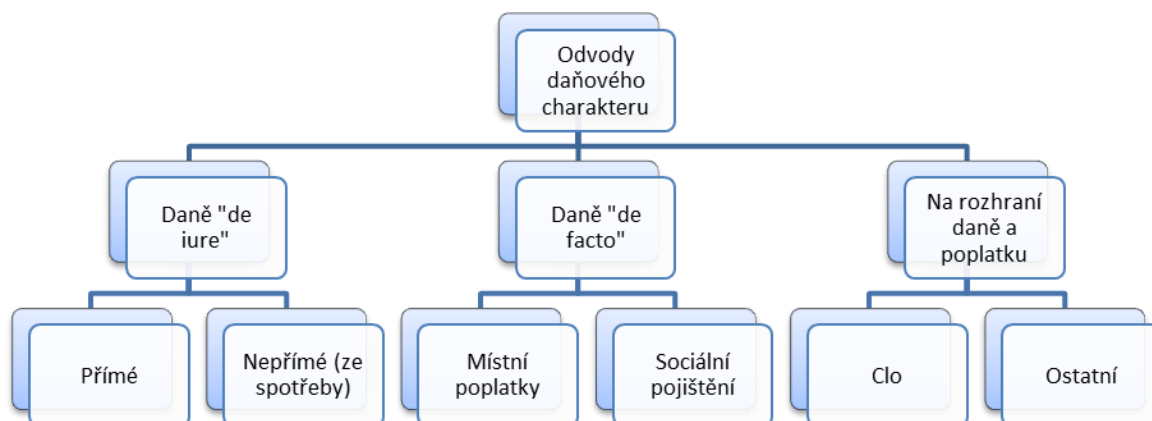 Odvody
daňového
charakteru
Daně "de
iure"
Daně "de
facto"
Na rozhraní
daně a
poplatku
Přímé
Nepřímé (ze
spotřeby)
Místní
poplatky
Sociální
pojištění
Clo
Ostatní